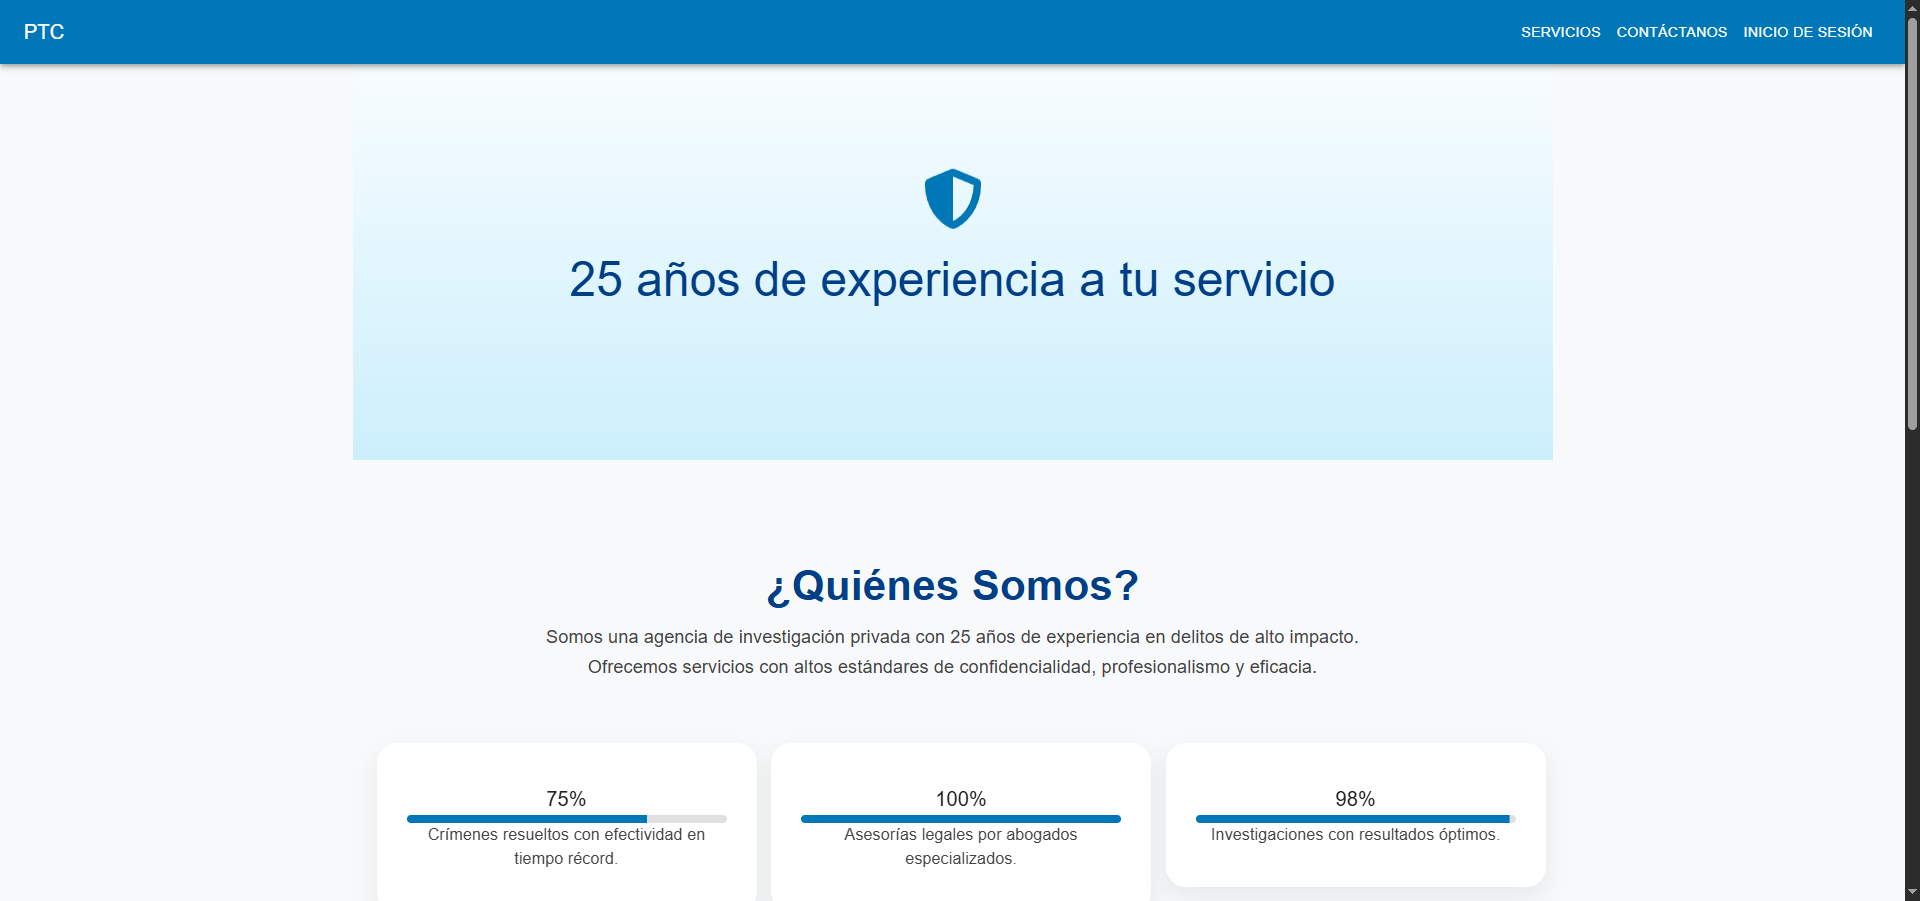 PTC
SERVICIOS CONTÁCTANOS INICIO DE SESIÓN
25 años de experiencia a tu servicio
¿Quiénes Somos?
Somos una agencia de investigación privada con 25 años de experiencia en delitos de alto impacto.
Ofrecemos servicios con altos estándares de confidencialidad, profesionalismo y eficacia.
75%
Crímenes resueltos con efectividad en
tiempo récord.
100%
Asesorías legales por abogados
especializados.
98%
Investigaciones con resultados óptimos.